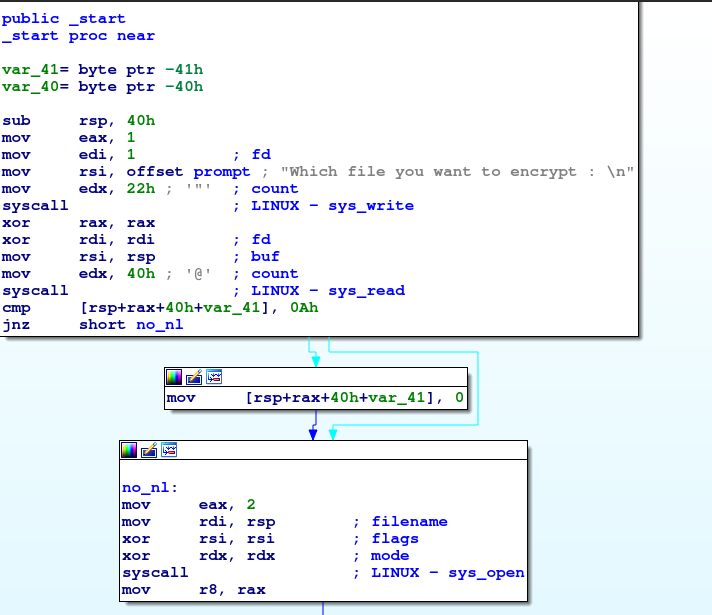 public _start
_start proc near
var_41= byte ptr -41h
var_40= byte ptr -40h
sub rsp, 40h
mov eax, 1
mov edi, 1 ; fd
mov rsi, offset prompt ; "Which file you want to encrypt : \n"
mov edx, 22h ; '"' ; count
syscall ; LINUX - sys_write
xor rax, rax
xor rdi, rdi ; fd
mov rsi, rsp ; buf
mov edx, 40h ; '@' ; count
syscall ; LINUX - sys_read
cmp [rsp+rax+40h+var_41], 0Ah
jnz short no_nl
mov [rsp+rax+40h+var_41], 0
no_nl:
mov eax, 2
mov rdi, rsp ; filename
xor rsi, rsi ; flags
xor rdx, rdx ; mode
syscall ; LINUX - sys_open
mov r8, rax